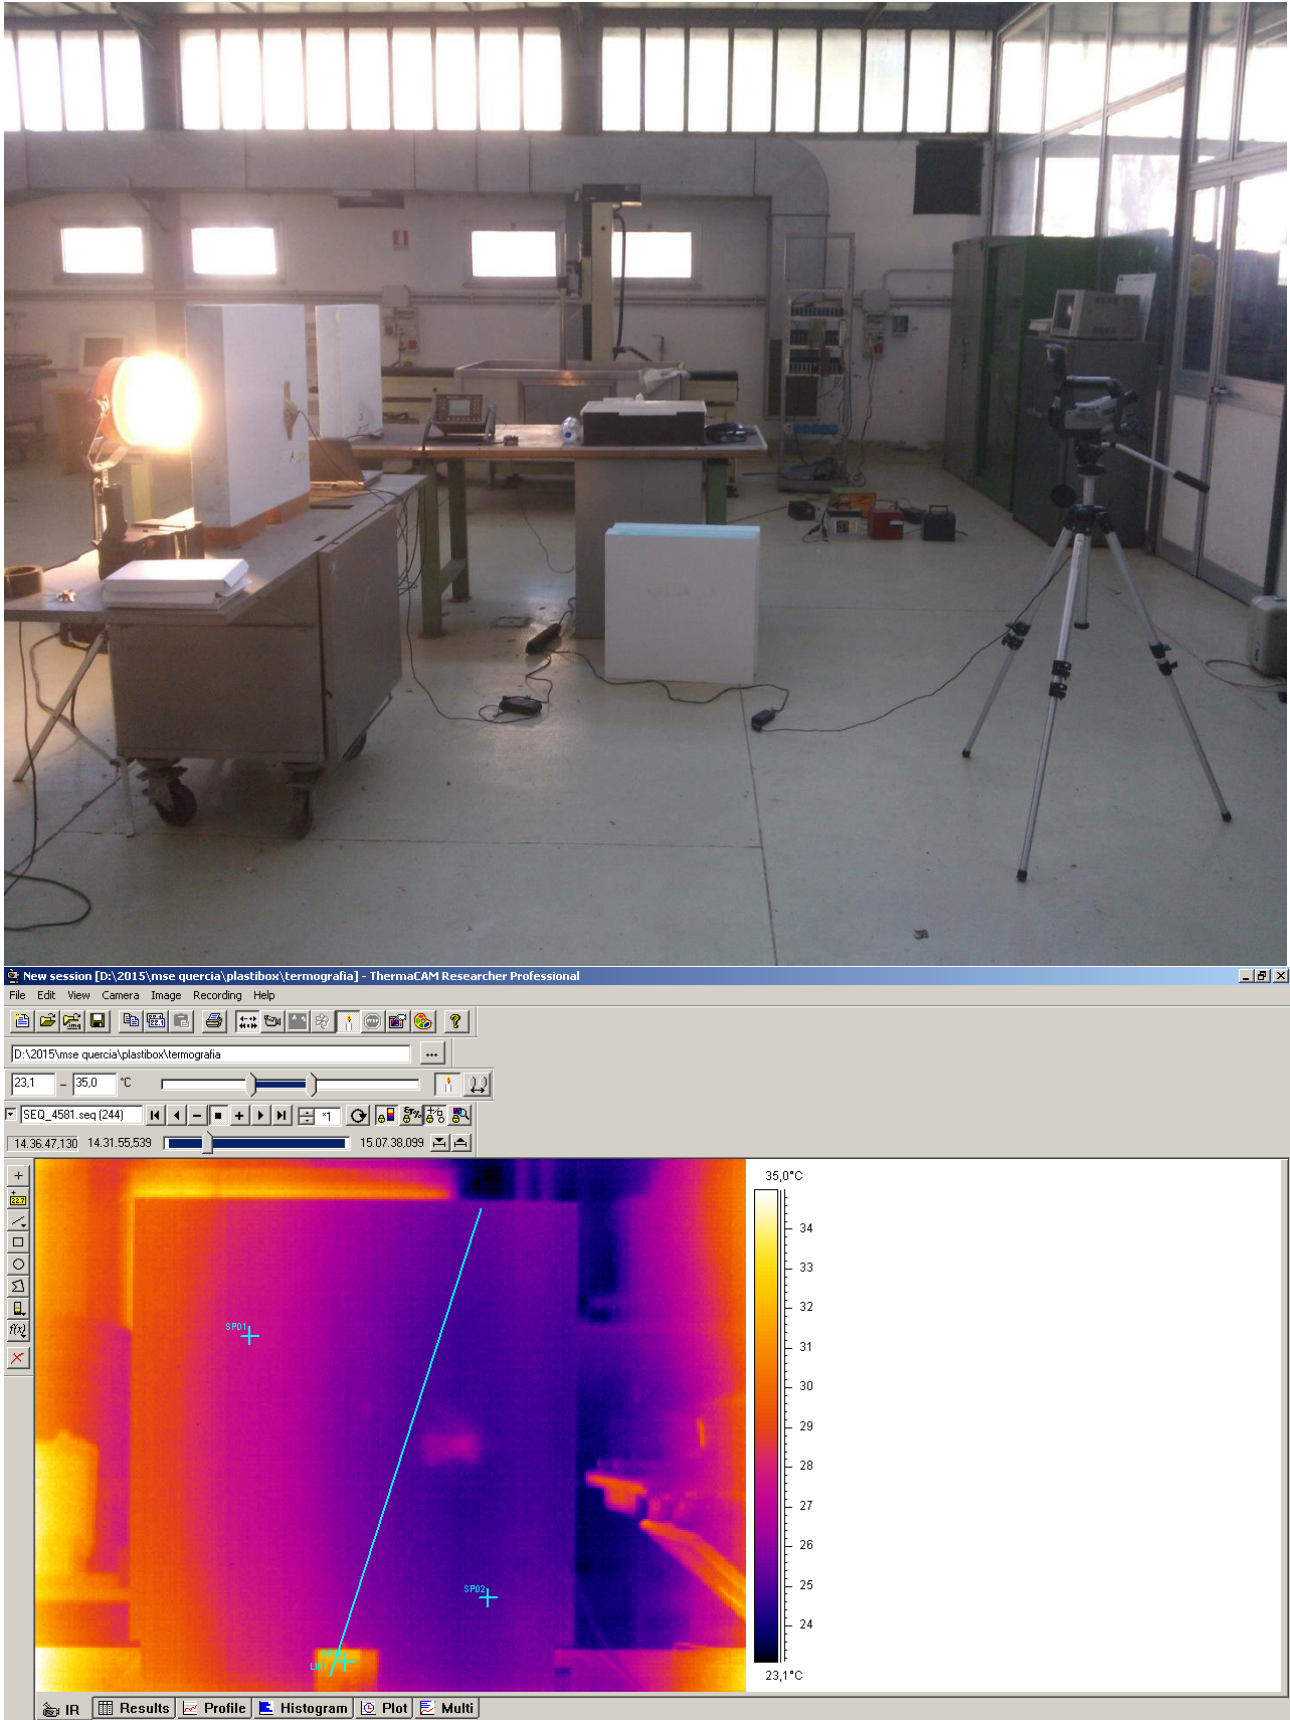 New session [D:\2015\mse quercia\plastibox\termografia] - ThermaCAM Researcher Professional
File Edit View Camera Image Recording Help
D:\2015\mse quercia\plastibox\termografia ...
23,1 – 35,0 °C
SEQ_4581.seq (244) *1
14.36.47,130 14.31.55,539 15.07.38,099
35,0°C
34
33
32
31
30
29
28
27
26
25
24
23,1°C
SP01
SP02
IR Results Profile Histogram Plot Multi